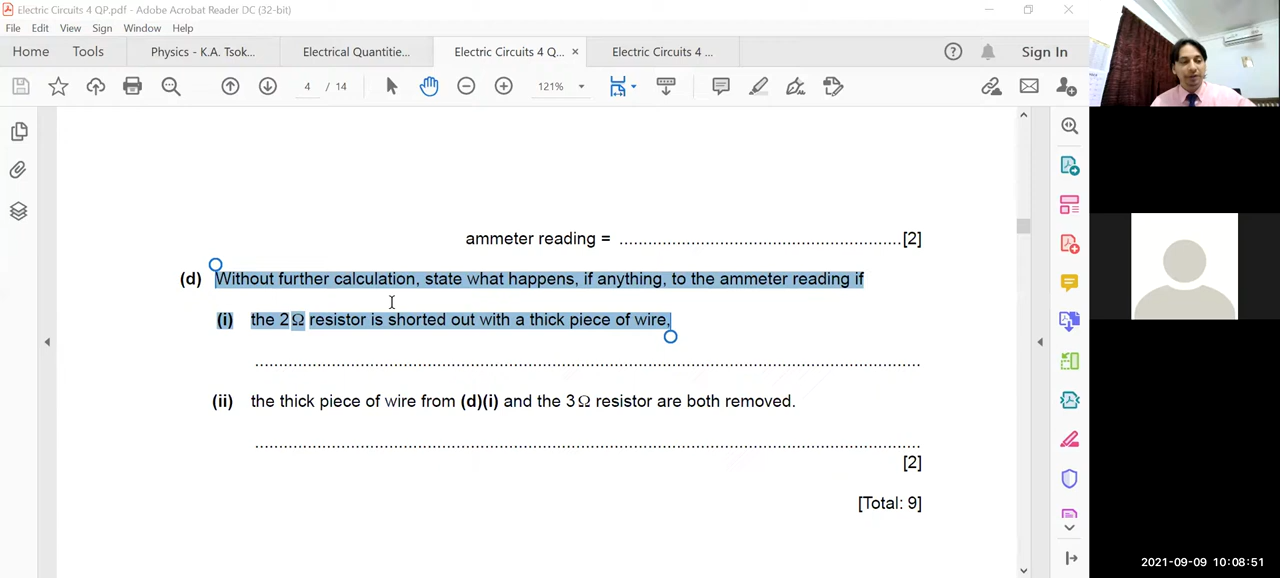 Electric Circuits 4 QP.pdf - Adobe Acrobat Reader DC (32-bit)
File Edit View Sign Window Help
Home Tools Physics - K.A. Tsok... Electrical Quantitie... Electric Circuits 4 Q... × Electric Circuits 4 ... Sign In
4 / 14 121%
ammeter reading = ......................................................[2]
(d) Without further calculation, state what happens, if anything, to the ammeter reading if
(i) the 2 Ω resistor is shorted out with a thick piece of wire,
(ii) the thick piece of wire from (d)(i) and the 3 Ω resistor are both removed.
[2]
[Total: 9]
2021-09-09 10:08:51